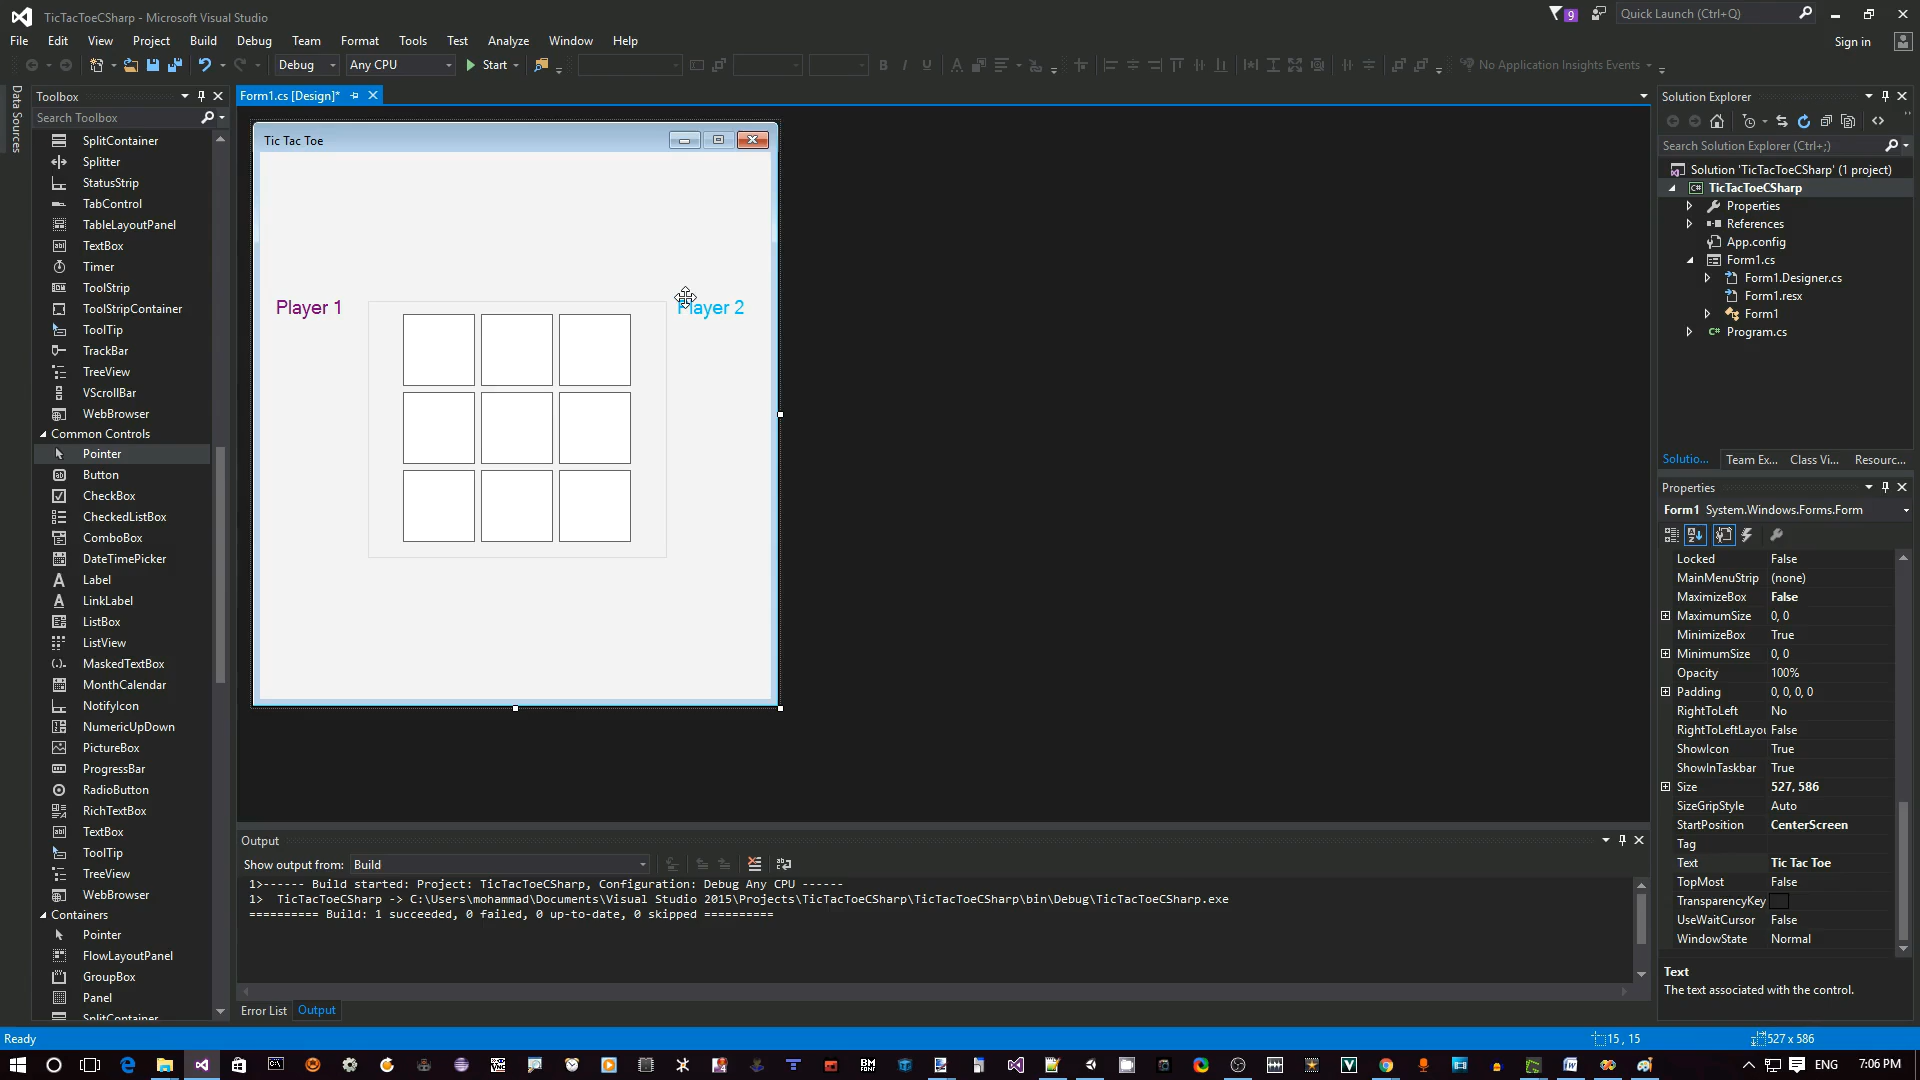 TicTacToeCSharp - Microsoft Visual Studio
9
Quick Launch (Ctrl+Q)
File Edit View Project Build Debug Team Format Tools Test Analyze Window Help
Sign in
Debug
Any CPU
Start
No Application Insights Events
Data Sources
Toolbox
Search Toolbox
SplitContainer
Splitter
StatusStrip
TabControl
TableLayoutPanel
TextBox
Timer
ToolStrip
ToolStripContainer
ToolTip
TrackBar
TreeView
VScrollBar
WebBrowser
Common Controls
Pointer
Button
CheckBox
CheckedListBox
ComboBox
DateTimePicker
Label
LinkLabel
ListBox
ListView
MaskedTextBox
MonthCalendar
NotifyIcon
NumericUpDown
PictureBox
ProgressBar
RadioButton
RichTextBox
TextBox
ToolTip
TreeView
WebBrowser
Containers
Pointer
FlowLayoutPanel
GroupBox
Panel
SplitContainer
Form1.cs [Design]*
Tic Tac Toe
Player 1
Player 2
Output
Show output from: Build
1>------ Build started: Project: TicTacToeCSharp, Configuration: Debug Any CPU ------
1>  TicTacToeCSharp -> C:\Users\mohammad\Documents\Visual Studio 2015\Projects\TicTacToeCSharp\TicTacToeCSharp\bin\Debug\TicTacToeCSharp.exe
========== Build: 1 succeeded, 0 failed, 0 up-to-date, 0 skipped ==========
Error List Output
Solution Explorer
Search Solution Explorer (Ctrl+;)
Solution 'TicTacToeCSharp' (1 project)
TicTacToeCSharp
Properties
References
App.config
Form1.cs
Form1.Designer.cs
Form1.resx
Form1
Program.cs
Solutio... Team Ex... Class Vi... Resourc...
Properties
Form1 System.Windows.Forms.Form
Locked False
MainMenuStrip (none)
MaximizeBox False
MaximumSize 0, 0
MinimizeBox True
MinimumSize 0, 0
Opacity 100%
Padding 0, 0, 0, 0
RightToLeft No
RightToLeftLayou False
ShowIcon True
ShowInTaskbar True
Size 527, 586
SizeGripStyle Auto
StartPosition CenterScreen
Tag
Text Tic Tac Toe
TopMost False
TransparencyKey
UseWaitCursor False
WindowState Normal
Text
The text associated with the control.
Ready
15 , 15
527 x 586
ENG
7:06 PM